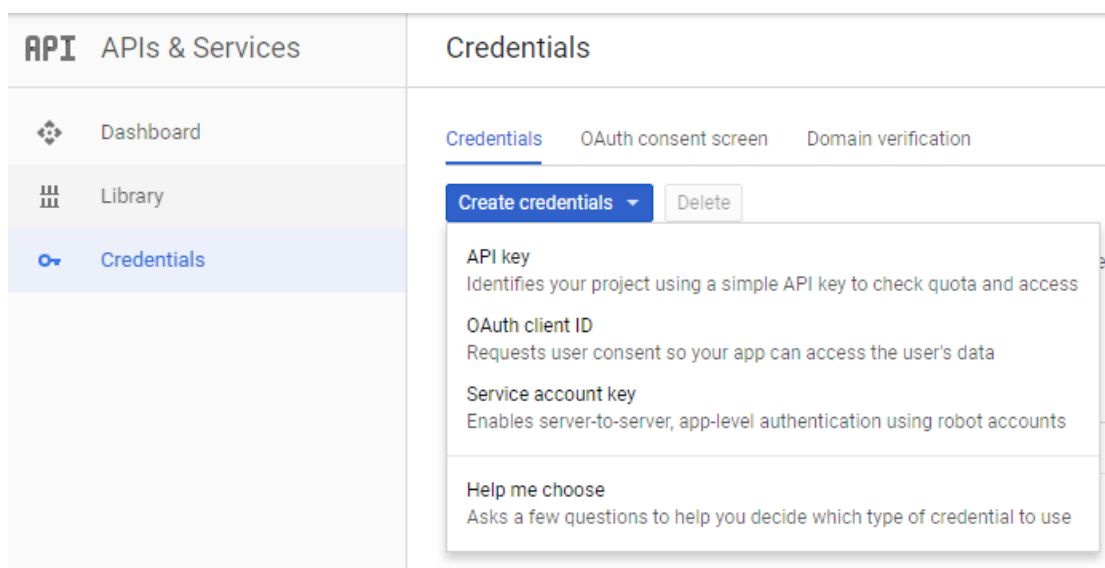 API APIs & Services
Credentials
Dashboard
Library
Credentials
Credentials OAuth consent screen Domain verification
Create credentials Delete
API key
Identifies your project using a simple API key to check quota and access
OAuth client ID
Requests user consent so your app can access the user's data
Service account key
Enables server-to-server, app-level authentication using robot accounts
Help me choose
Asks a few questions to help you decide which type of credential to use